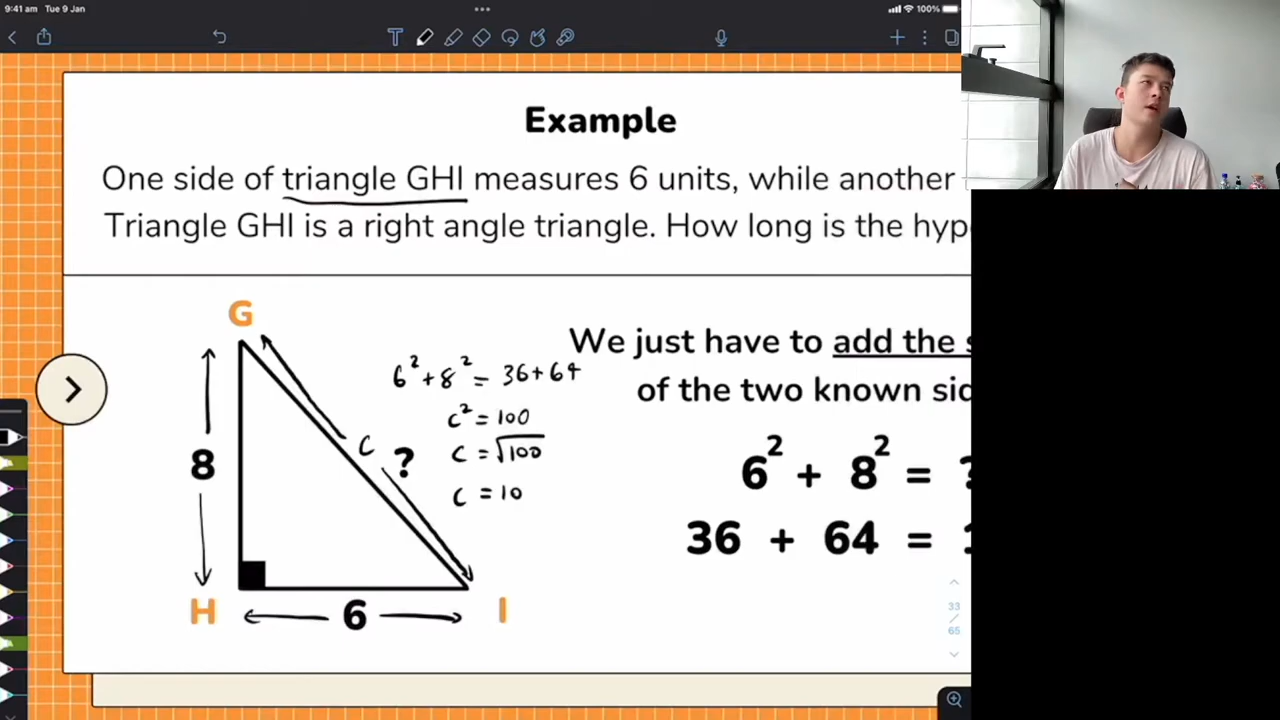 9:41 am Tue 9 Jan
100%
Example
One side of triangle GHI measures 6 units, while another
Triangle GHI is a right angle triangle. How long is the hyp
G
8
H
6
I
C
?
6² + 8² = 36 + 64
c² = 100
c = √100
c = 10
We just have to add the s
of the two known sid
6² + 8² = ?
36 + 64 =
33
/
65